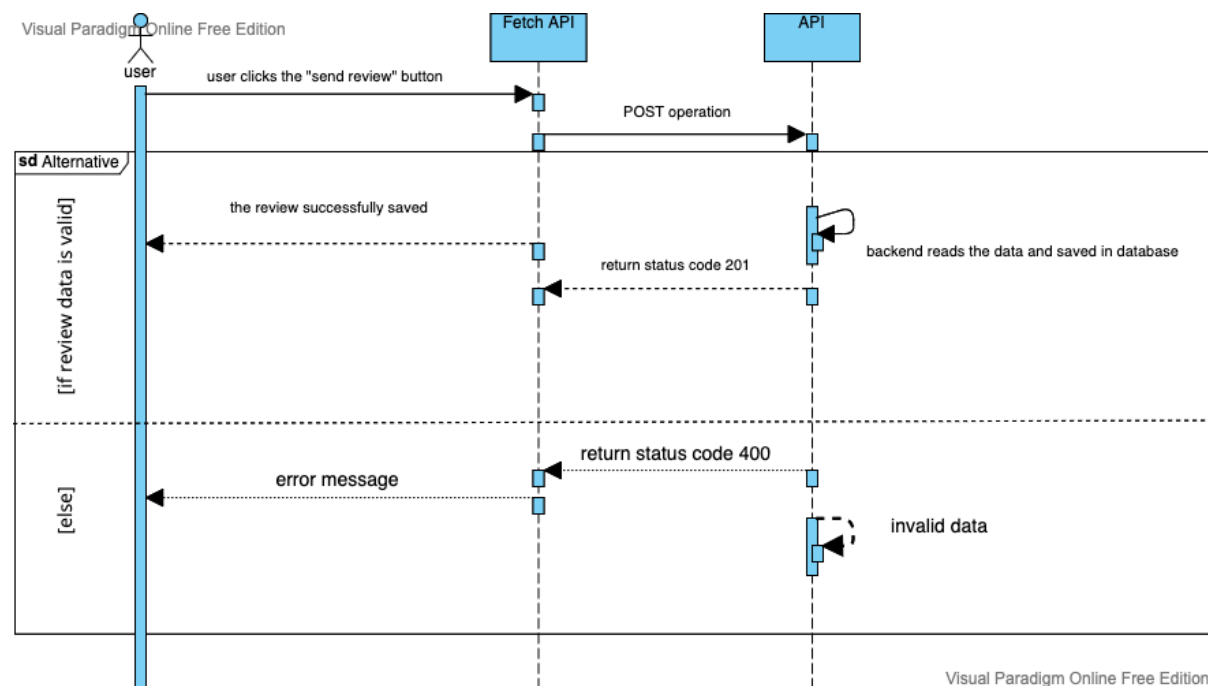 Visual Paradigm Online Free Edition
Fetch API
API
user
user clicks the "send review" button
POST operation
sd Alternative
[if review data is valid]
the review successfully saved
backend reads the data and saved in database
return status code 201
return status code 400
error message
[else]
invalid data
Visual Paradigm Online Free Edition